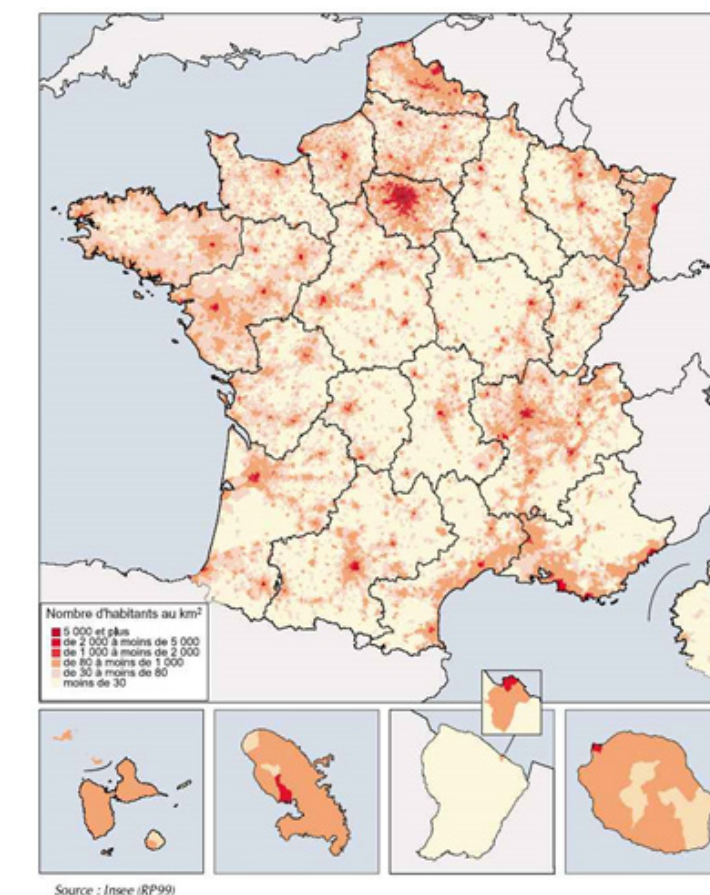 Nombre d'habitants au km²
5 000 et plus
de 2 000 à moins de 5 000
de 1 000 à moins de 2 000
de 80 à moins de 1 000
de 30 à moins de 80
moins de 30
Source : Insee (RP99)